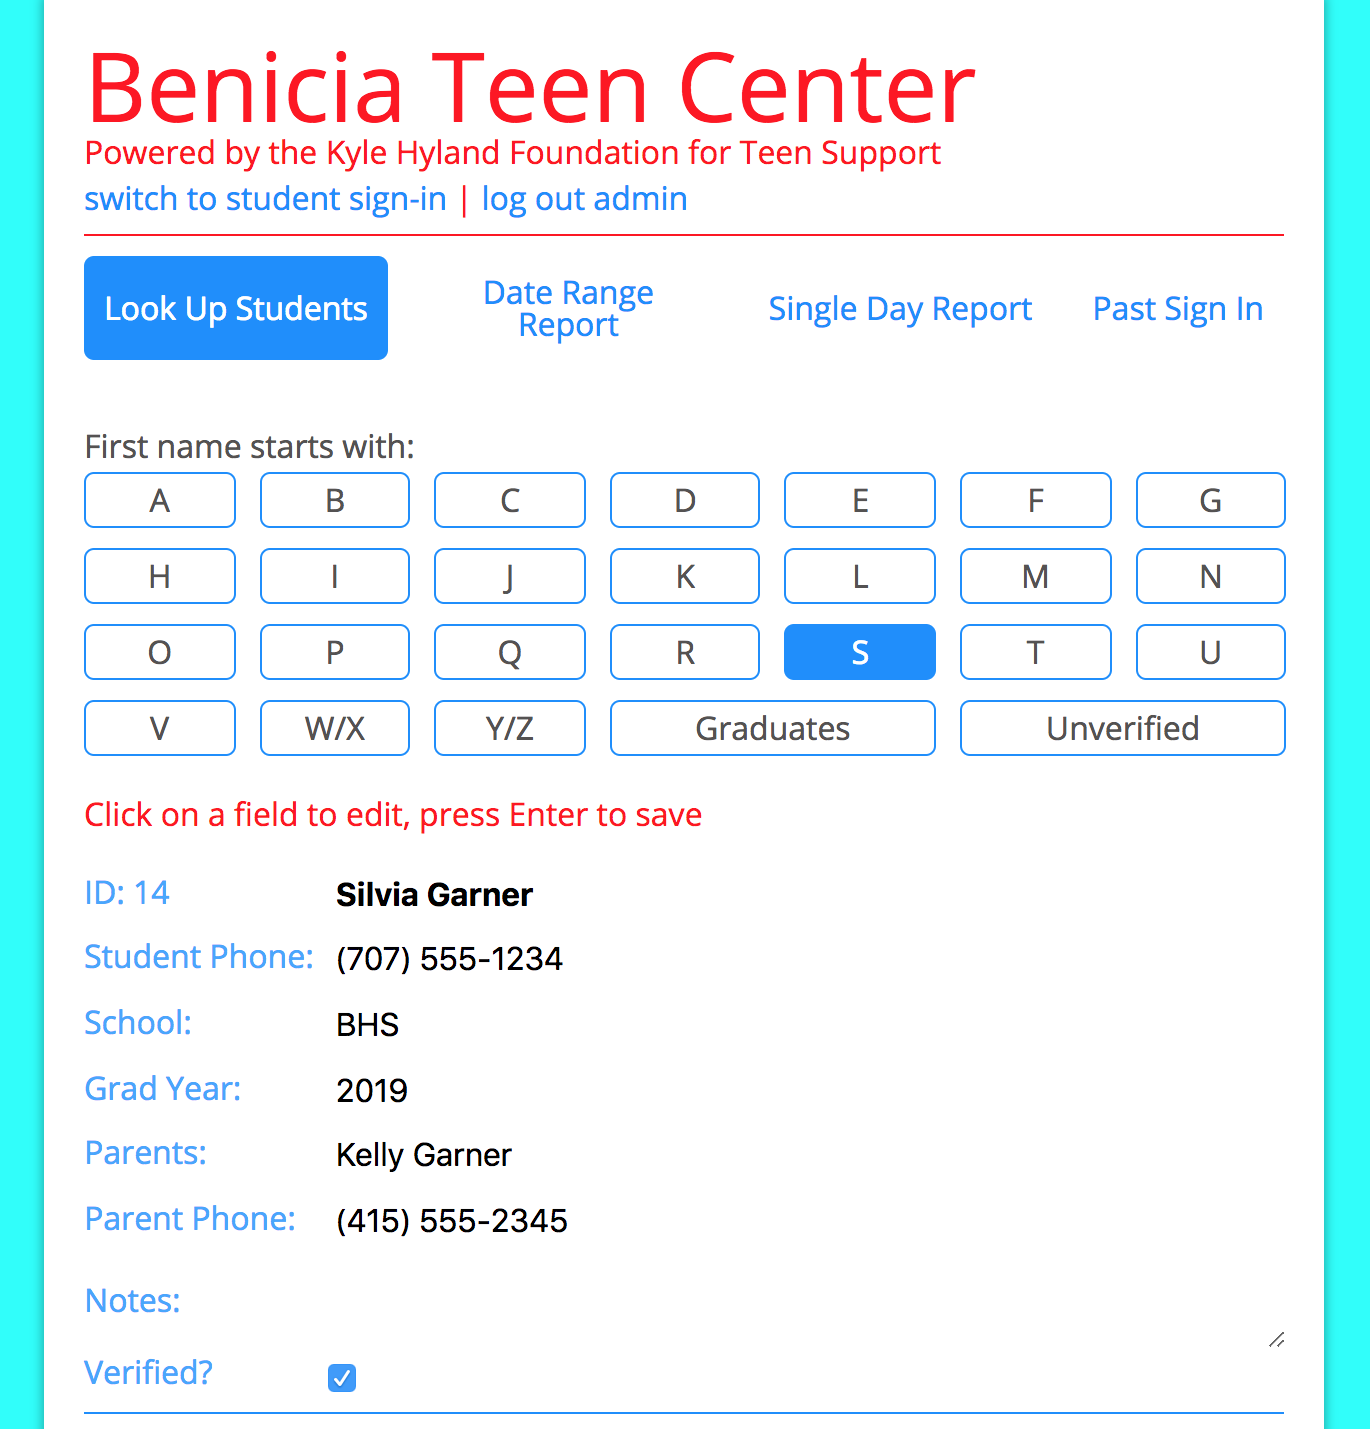 Benicia Teen Center
Powered by the Kyle Hyland Foundation for Teen Support
switch to student sign-in | log out admin
Look Up Students
Date Range
Report
Single Day Report
Past Sign In
First name starts with:
A B C D E F G
H I J K L M N
O P Q R S T U
V W/X Y/Z Graduates Unverified
Click on a field to edit, press Enter to save
ID: 14 Silvia Garner
Student Phone: (707) 555-1234
School: BHS
Grad Year: 2019
Parents: Kelly Garner
Parent Phone: (415) 555-2345
Notes:
Verified?